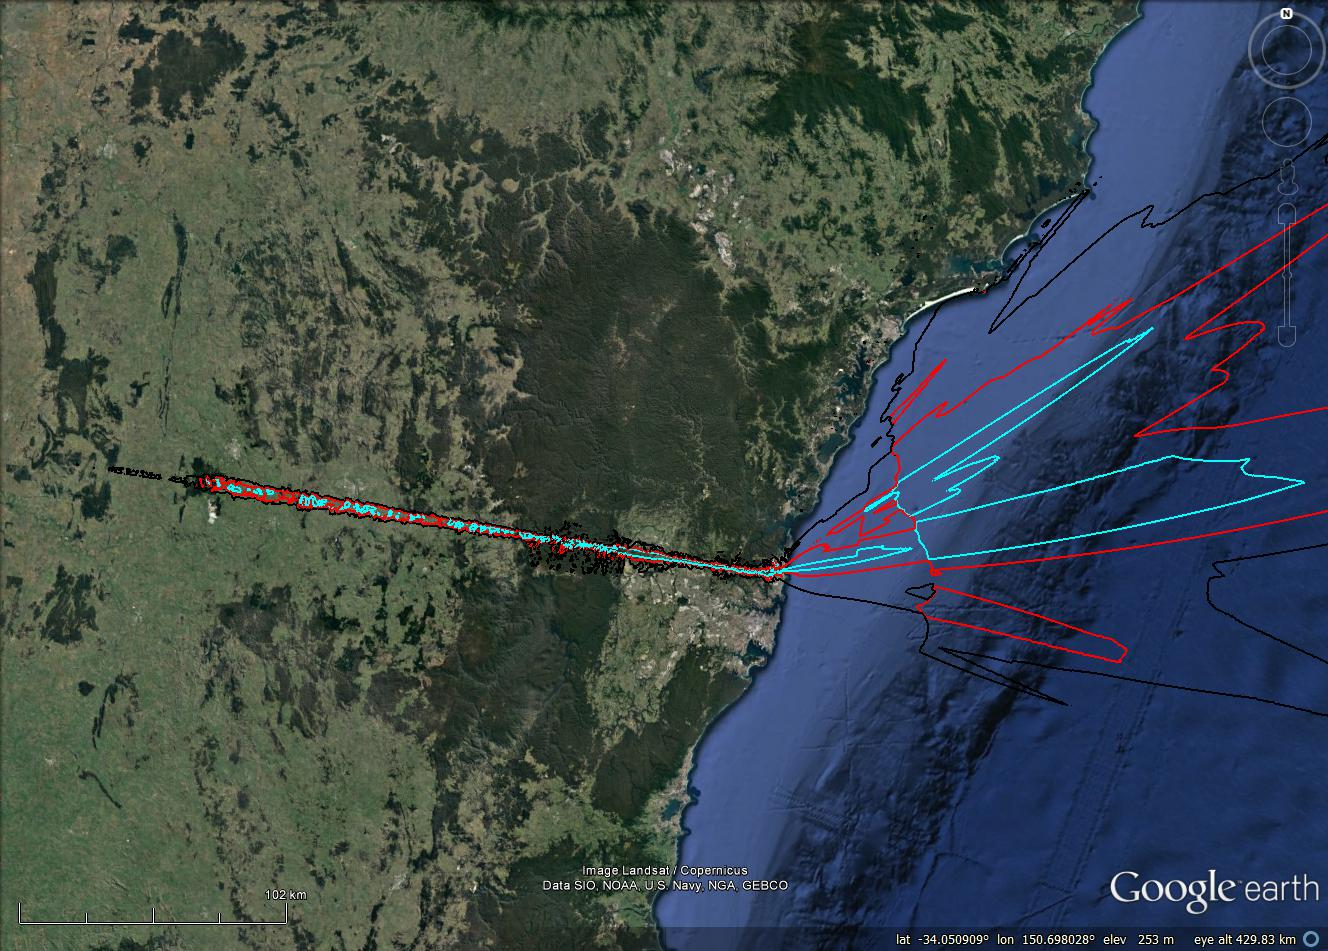 N
102 km
Image Landsat / Copernicus
Data SIO, NOAA, U.S. Navy, NGA, GEBCO
Google earth
lat -34.050909° lon 150.698028° elev 253 m eye alt 429.83 km